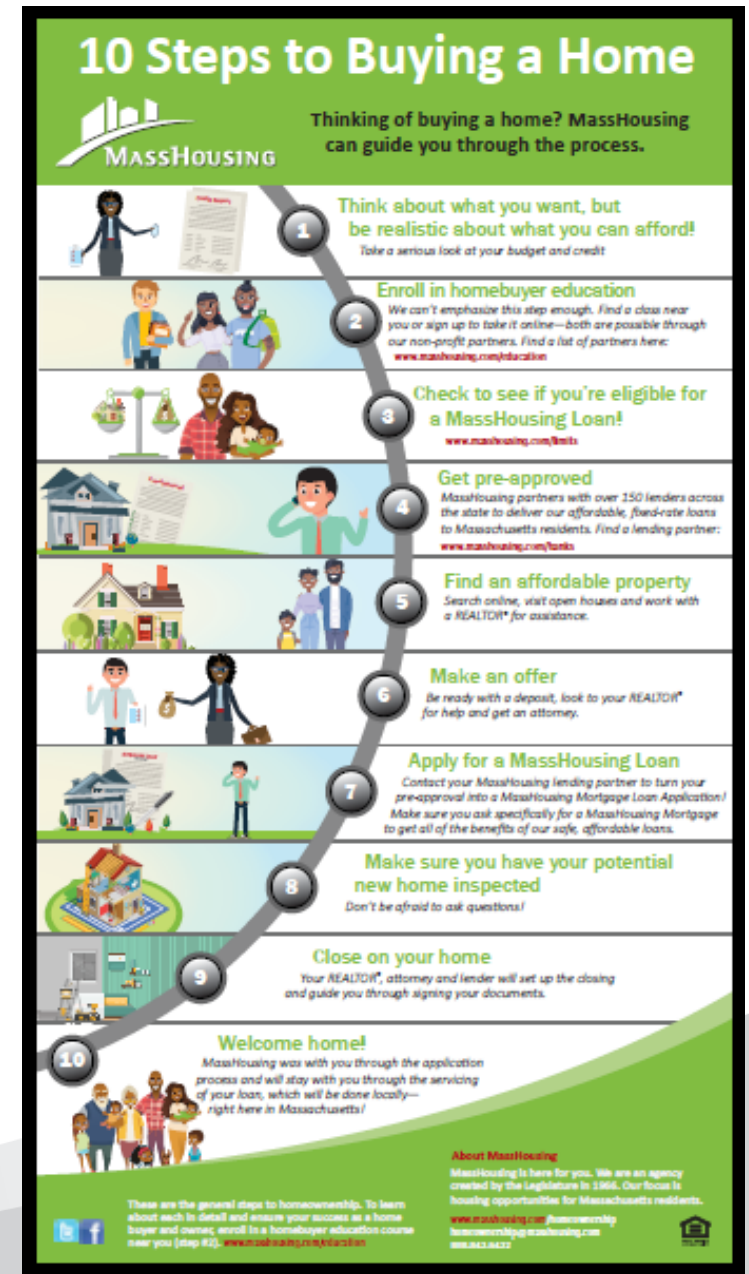 10 Steps to Buying a Home
MASSHOUSING
Thinking of buying a home? MassHousing
can guide you through the process.
1
Think about what you want, but
be realistic about what you can afford!
Take a serious look at your budget and credit
2
Enroll in homebuyer education
We can't emphasize this step enough. Find a class near
you or sign up to take it online—both are possible through
our non-profit partners. Find a list of partners here:
www.masshousing.com/education
3
Check to see if you're eligible for
a MassHousing Loan!
www.masshousing.com/limits
4
Get pre-approved
MassHousing partners with over 150 lenders across
the state to deliver our affordable, fixed-rate loans
to Massachusetts residents. Find a lending partner:
www.masshousing.com/banks
5
Find an affordable property
Search online, visit open houses and work with
a REALTOR® for assistance.
6
Make an offer
Be ready with a deposit, look to your REALTOR®
for help and get an attorney.
7
Apply for a MassHousing Loan
Contact your MassHousing lending partner to turn your
pre-approval into a MassHousing Mortgage Loan Application!
Make sure you ask specifically for a MassHousing Mortgage
to get all of the benefits of our safe, affordable loans.
8
Make sure you have your potential
new home inspected
Don't be afraid to ask questions!
9
Close on your home
Your REALTOR®, attorney and lender will set up the closing
and guide you through signing your documents.
10
Welcome home!
MassHousing was with you through the application
process and will stay with you through the servicing
of your loan, which will be done locally—
right here in Massachusetts!
These are the general steps to homeownership. To learn
about each in detail and ensure your success as a home
buyer and owner, enroll in a homebuyer education course
near you (step #2). www.masshousing.com/education
About MassHousing
MassHousing is here for you. We are an agency
created by the Legislature in 1966. Our focus is
housing opportunities for Massachusetts residents.
www.masshousing.com/homeownership
homeownership@masshousing.com